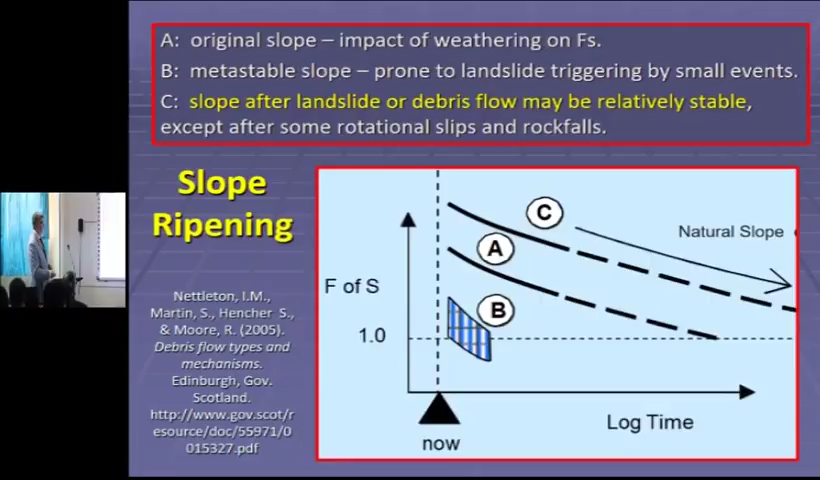 A: original slope – impact of weathering on Fs.
B: metastable slope – prone to landslide triggering by small events.
C: slope after landslide or debris flow may be relatively stable,
except after some rotational slips and rockfalls.
Slope
Ripening
Nettleton, I.M.,
Martin, S., Hencher S.,
& Moore, R. (2005).
Debris flow types and
mechanisms.
Edinburgh, Gov.
Scotland.
http://www.gov.scot/r
esource/doc/55971/0
015327.pdf
C
Natural Slope
A
F of S
B
1.0
Log Time
now